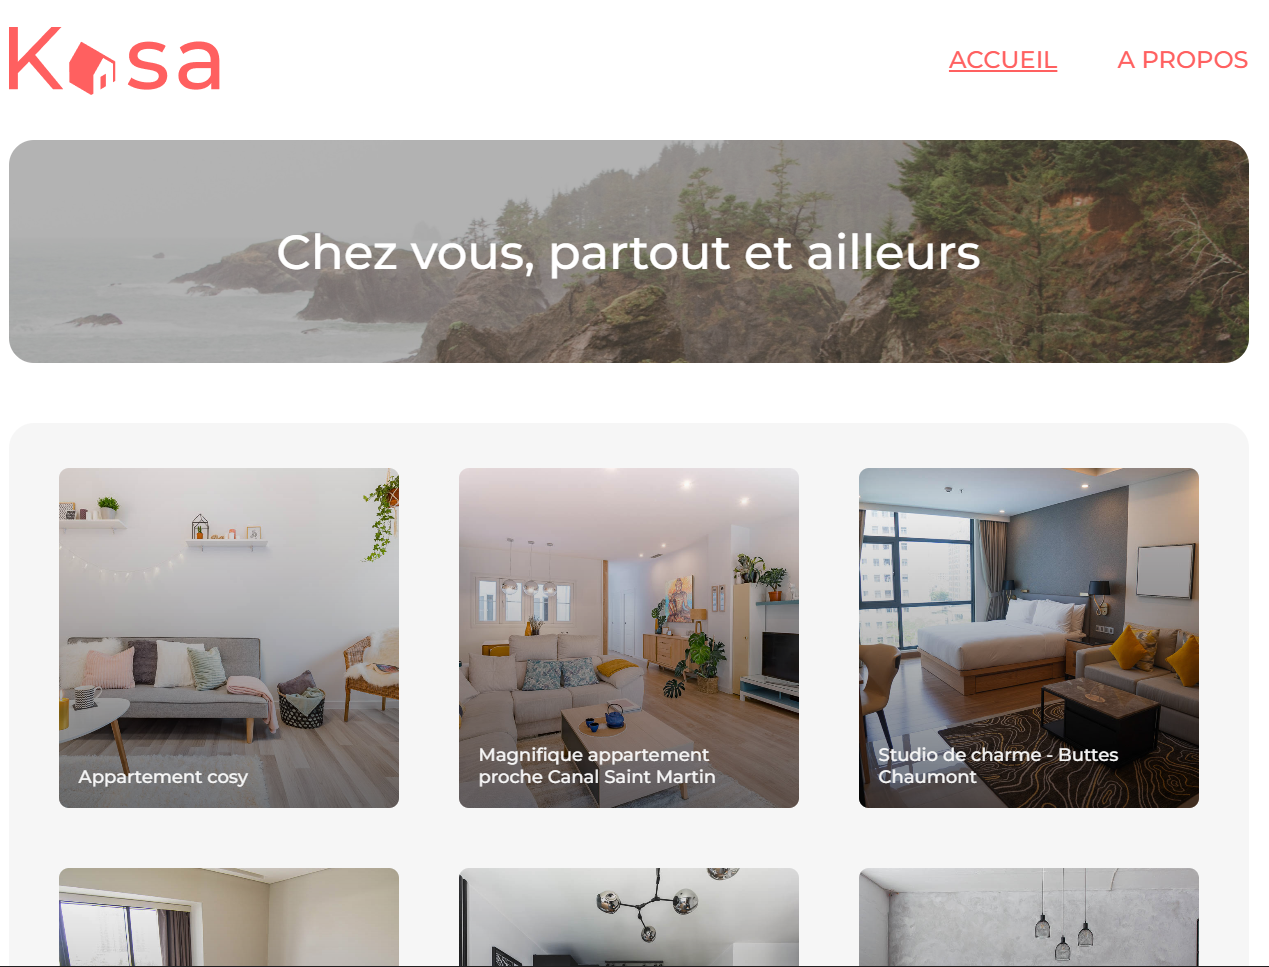 Kasa
ACCUEIL
A PROPOS
Chez vous, partout et ailleurs
Appartement cosy
Magnifique appartement
proche Canal Saint Martin
Studio de charme - Buttes
Chaumont